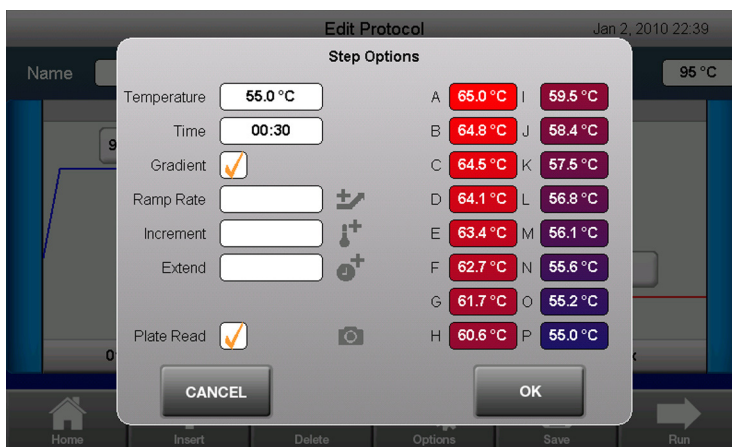 Edit Protocol
Jan 2, 2010 22:39
Step Options
Name
95 °C
Temperature 55.0 °C
Time 00:30
Gradient
Ramp Rate
Increment
Extend
Plate Read
A 65.0 °C I 59.5 °C
B 64.8 °C J 58.4 °C
C 64.5 °C K 57.5 °C
D 64.1 °C L 56.8 °C
E 63.4 °C M 56.1 °C
F 62.7 °C N 55.6 °C
G 61.7 °C O 55.2 °C
H 60.6 °C P 55.0 °C
CANCEL
OK
Home
Insert
Delete
Options
Save
Run